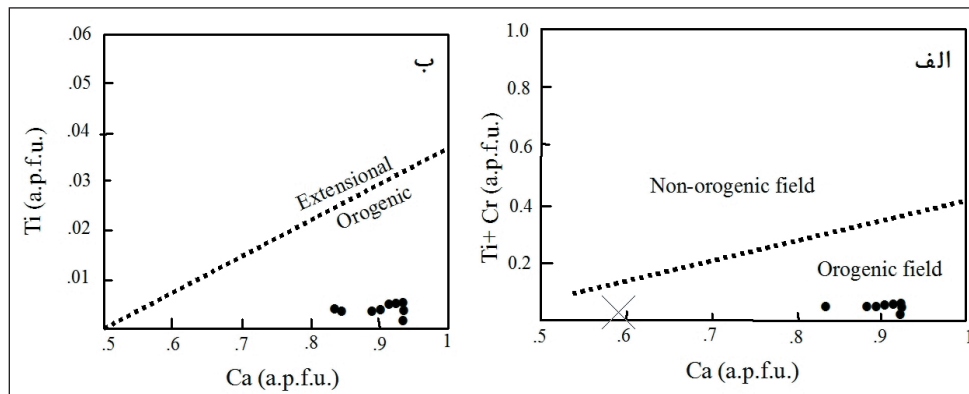 ب
.06
.05
.04
.03
.02
.01
Ti (a.p.f.u.)
Extensional
Orogenic
.5 .6 .7 .8 .9 1
Ca (a.p.f.u.)
الف
1.0
0.8
0.6
0.4
0.2
Ti+ Cr (a.p.f.u.)
Non-orogenic field
Orogenic field
.5 .6 0.7 .8 .9 1
Ca (a.p.f.u.)